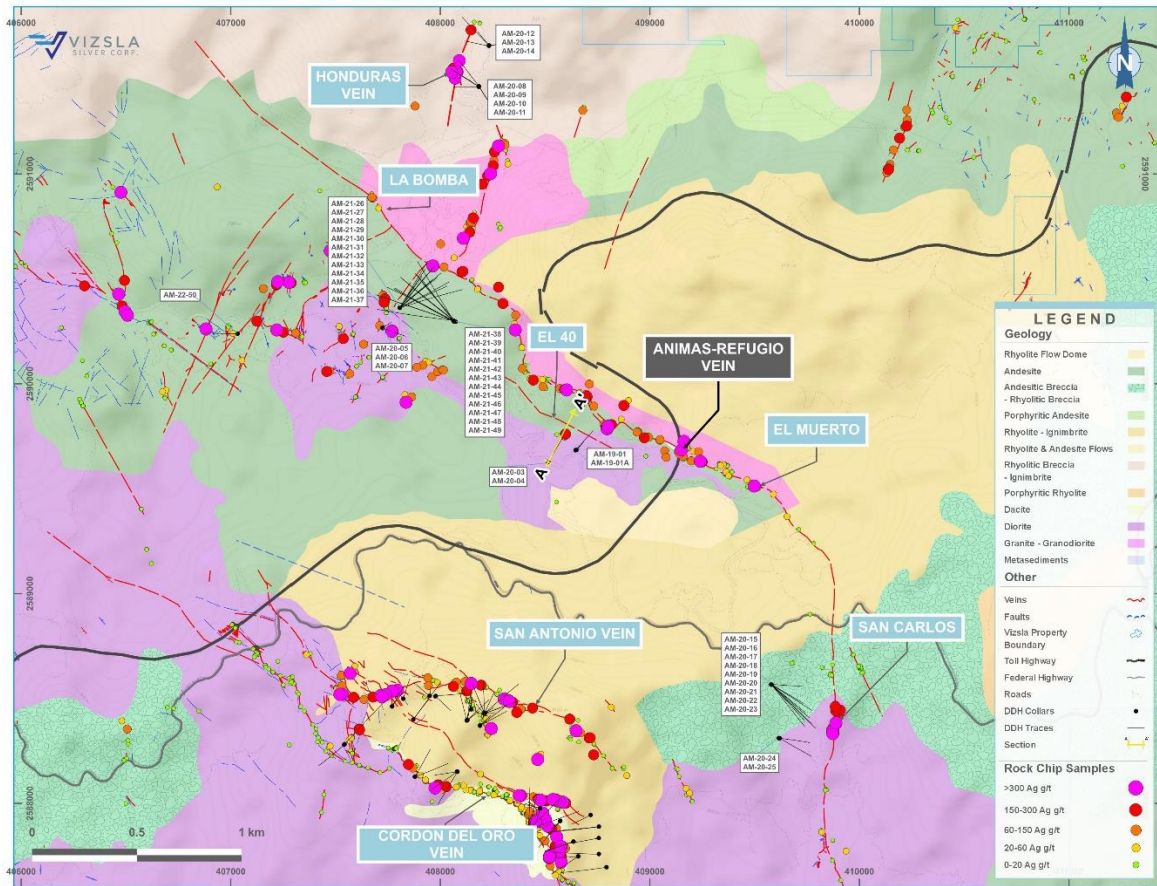 406000
407000
408000
409000
410000
411000
VIZSLA
SILVER CORP.
N
AM-20-12
AM-20-13
AM-20-14
HONDURAS
VEIN
AM-20-08
AM-20-09
AM-20-10
AM-20-11
2591000
2591000
LA BOMBA
AM-21-26
AM-21-27
AM-21-28
AM-21-29
AM-21-30
AM-21-31
AM-21-32
AM-21-33
AM-21-34
AM-21-35
AM-21-36
AM-21-37
AM-22-50
AM-20-05
AM-20-06
AM-20-07
AM-21-38
AM-21-39
AM-21-40
AM-21-41
AM-21-42
AM-21-43
AM-21-44
AM-21-45
AM-21-46
AM-21-47
AM-21-48
AM-21-49
EL 40
ANIMAS-REFUGIO
VEIN
2590000
A'
A
EL MUERTO
AM-19-01
AM-19-01A
AM-20-03
AM-20-04
2589000
SAN ANTONIO VEIN
SAN CARLOS
AM-20-15
AM-20-16
AM-20-17
AM-20-18
AM-20-19
AM-20-20
AM-20-21
AM-20-22
AM-20-23
AM-20-24
AM-20-25
2588000
CORDON DEL ORO
VEIN
0
0.5
1 km
LEGEND
Geology
Rhyolite Flow Dome
Andesite
Andesitic Breccia
- Rhyolitic Breccia
Porphyritic Andesite
Rhyolite - Ignimbrite
Rhyolite & Andesite Flows
Rhyolitic Breccia
- Ignimbrite
Porphyritic Rhyolite
Dacite
Diorite
Granite - Granodiorite
Metasediments
Other
Veins
Faults
Vizsla Property
Boundary
Toll Highway
Federal Highway
Roads
DDH Collars
DDH Traces
Section
A
A'
Rock Chip Samples
>300 Ag g/t
150-300 Ag g/t
60-150 Ag g/t
20-60 Ag g/t
0-20 Ag g/t
406000
407000
408000
409000
410000